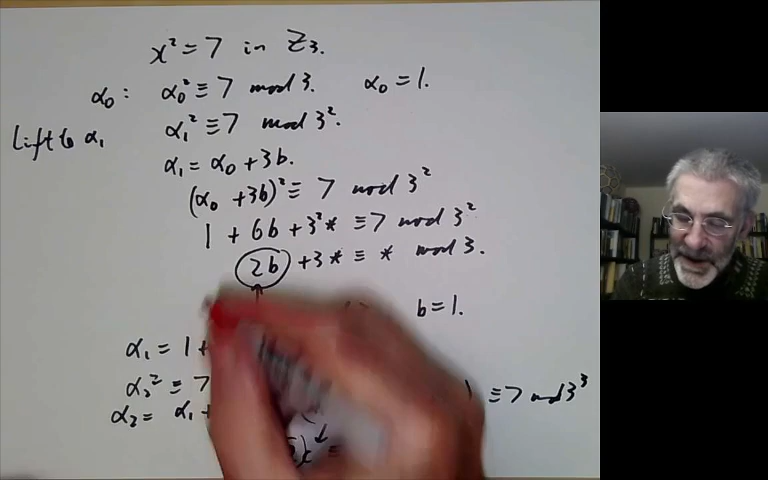 x² = 7 in Z₃.
α₀ : α₀² ≡ 7 mod 3. α₀ = 1.
Lift to α₁ α₁² ≡ 7 mod 3².
α₁ = α₀ + 3b.
(α₀ + 3b)² ≡ 7 mod 3²
1 + 6b + 3²* ≡ 7 mod 3²
2b + 3* ≡ * mod 3.
b = 1.
α₁ = 1 +
α₂² ≡ 7 ≡ 7 mod 3³
α₂ = α₁ +